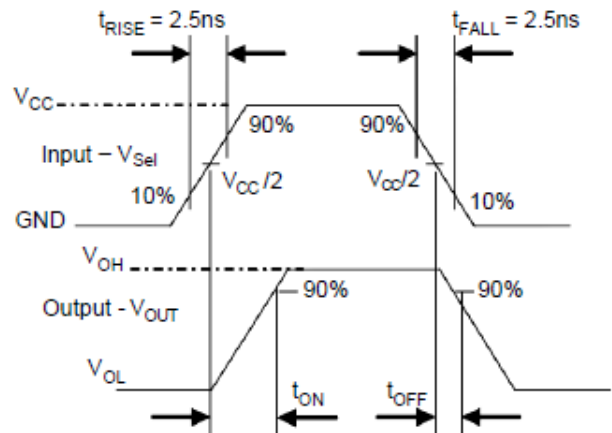 tRISE = 2.5ns
tFALL = 2.5ns
VCC
90%
90%
Input – VSel
VCC /2
VCC/2
10%
10%
GND
VOH
90%
90%
Output - VOUT
VOL
tON
tOFF